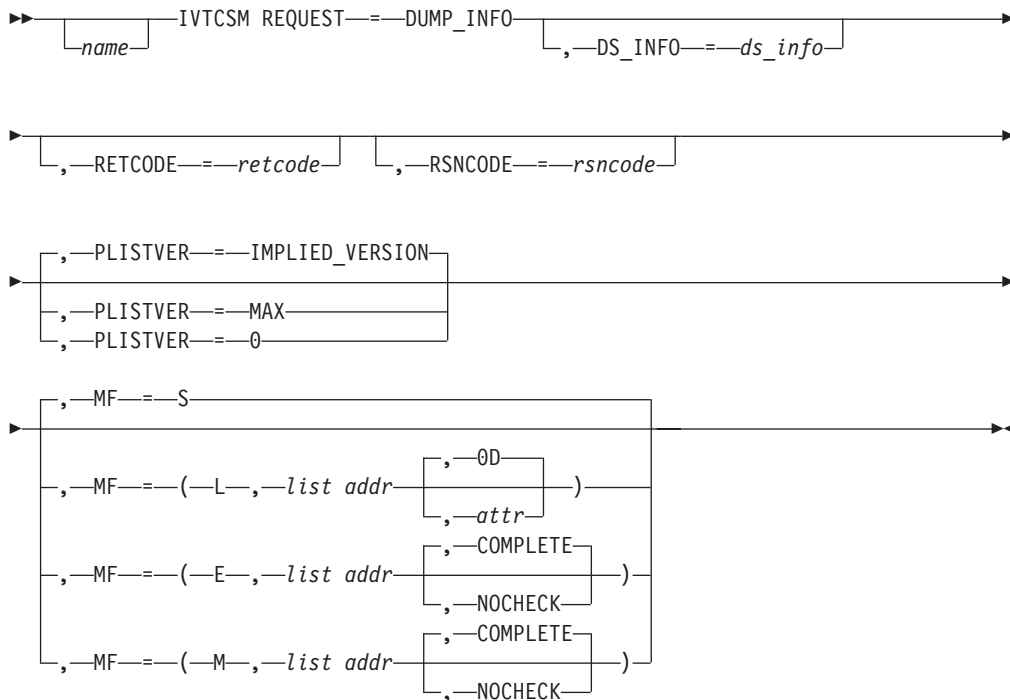 IVTCSM REQUEST = DUMP_INFO
name
, DS_INFO = ds_info
, RETCODE = retcode
, RSNCODE = rsncode
, PLISTVER = IMPLIED_VERSION
, PLISTVER = MAX
, PLISTVER = 0
, MF = S
, 0D
, MF = ( L , list addr )
, attr
, COMPLETE
, MF = ( E , list addr )
, NOCHECK
, COMPLETE
, MF = ( M , list addr )
, NOCHECK